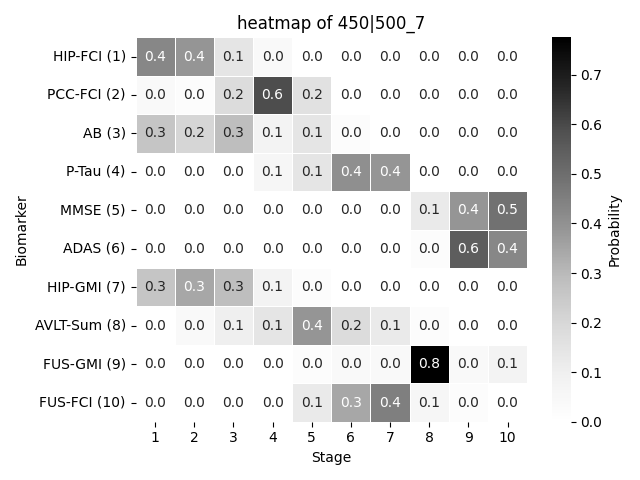 heatmap of 450|500_7
HIP-FCI (1) 0.4 0.4 0.1 0.0 0.0 0.0 0.0 0.0 0.0 0.0
PCC-FCI (2) 0.0 0.0 0.2 0.6 0.2 0.0 0.0 0.0 0.0 0.0
AB (3) 0.3 0.2 0.3 0.1 0.1 0.0 0.0 0.0 0.0 0.0
P-Tau (4) 0.0 0.0 0.0 0.1 0.1 0.4 0.4 0.0 0.0 0.0
MMSE (5) 0.0 0.0 0.0 0.0 0.0 0.0 0.0 0.1 0.4 0.5
ADAS (6) 0.0 0.0 0.0 0.0 0.0 0.0 0.0 0.0 0.6 0.4
HIP-GMI (7) 0.3 0.3 0.3 0.1 0.0 0.0 0.0 0.0 0.0 0.0
AVLT-Sum (8) 0.0 0.0 0.1 0.1 0.4 0.2 0.1 0.0 0.0 0.0
FUS-GMI (9) 0.0 0.0 0.0 0.0 0.0 0.0 0.0 0.8 0.0 0.1
FUS-FCI (10) 0.0 0.0 0.0 0.0 0.1 0.3 0.4 0.1 0.0 0.0
1 2 3 4 5 6 7 8 9 10
Stage
Biomarker
0.7
0.6
0.5
0.4
0.3
0.2
0.1
0.0
Probability